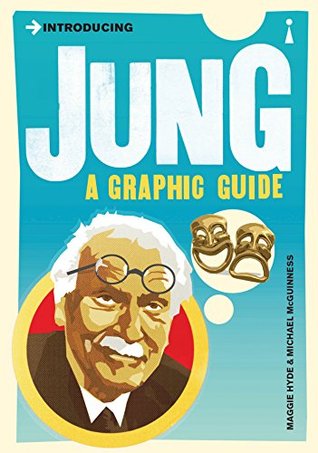 INTRODUCING
JUNG
A GRAPHIC GUIDE
MAGGIE HYDE & MICHAEL McGUINNESS